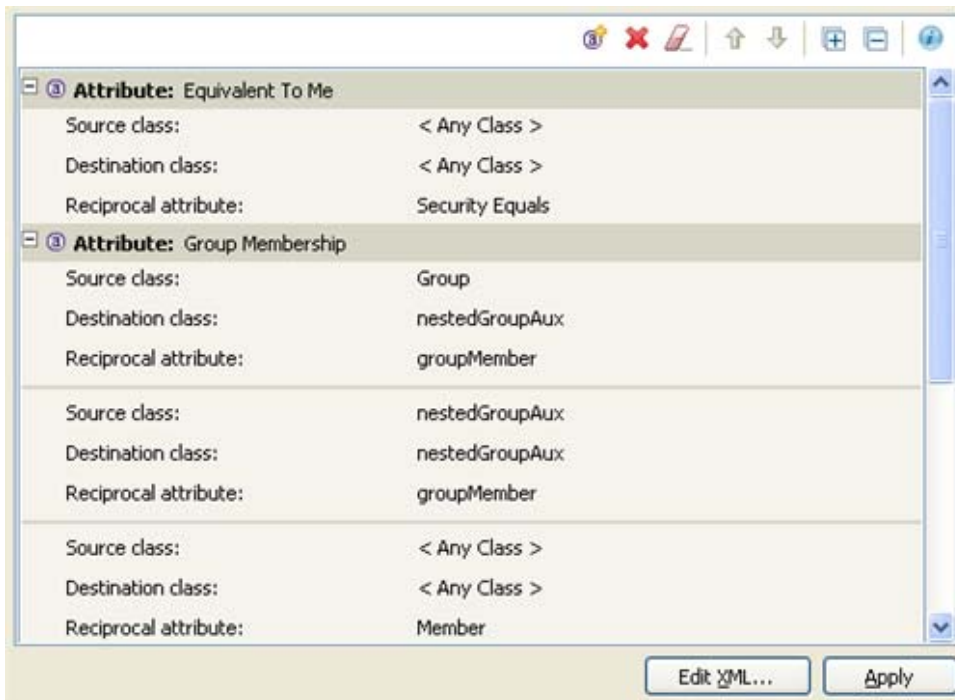 Attribute: Equivalent To Me
Source class: < Any Class >
Destination class: < Any Class >
Reciprocal attribute: Security Equals
Attribute: Group Membership
Source class: Group
Destination class: nestedGroupAux
Reciprocal attribute: groupMember
Source class: nestedGroupAux
Destination class: nestedGroupAux
Reciprocal attribute: groupMember
Source class: < Any Class >
Destination class: < Any Class >
Reciprocal attribute: Member
Edit XML... Apply